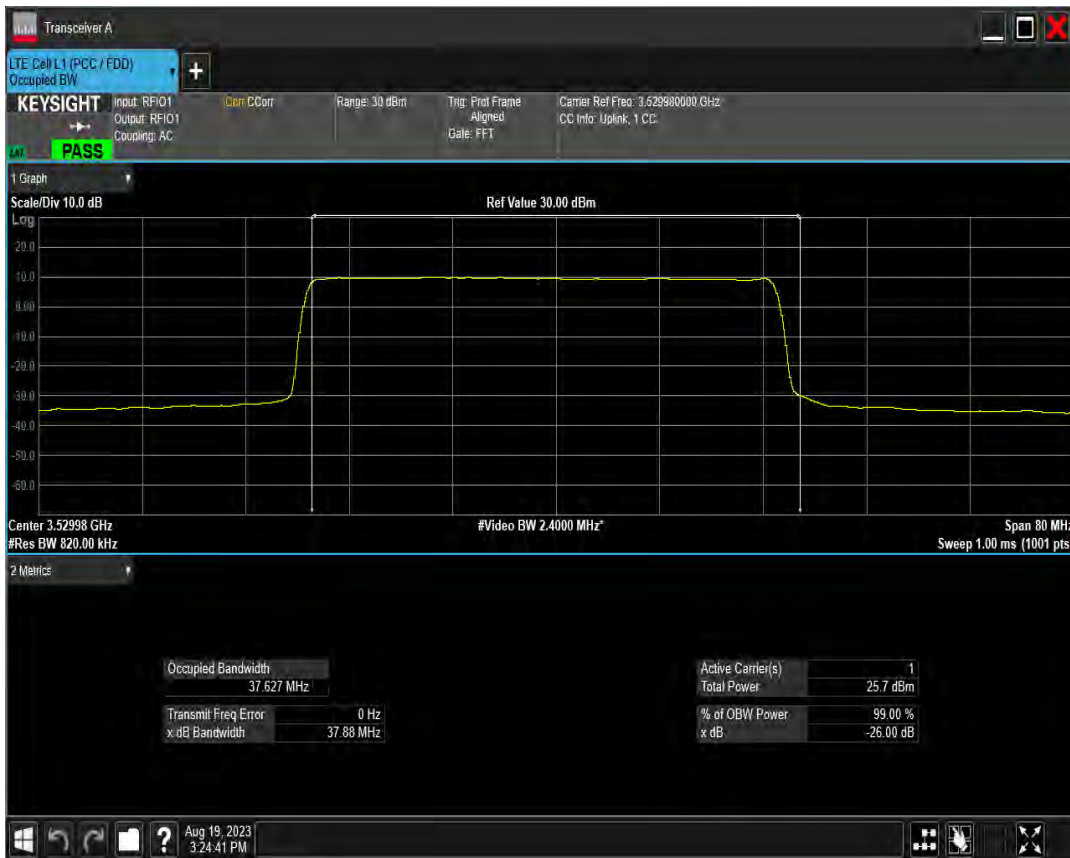 Transceiver A
LTE Cell L1 (PCC / FDD)
Occupied BW
+
KEYSIGHT
Input: RFIO1
Output: RFIO1
Coupling: AC
Corr CCorr
Range: 30 dBm
Trig: Prot Frame
Aligned
Gate: FFT
Carrier Ref Freq: 3.529980000 GHz
CC Info: Uplink, 1 CC
PASS
1 Graph
Scale/Div 10.0 dB
Ref Value 30.00 dBm
Log
20.0
10.0
0.00
-10.0
-20.0
-30.0
-40.0
-50.0
-60.0
Center 3.52998 GHz
#Video BW 2.4000 MHz*
Span 80 MHz
#Res BW 820.00 kHz
Sweep 1.00 ms (1001 pts
2 Metrics
Occupied Bandwidth
37.627 MHz
Transmit Freq Error 0 Hz
x dB Bandwidth 37.88 MHz
Active Carrier(s) 1
Total Power 25.7 dBm
% of OBW Power 99.00 %
x dB -26.00 dB
?
Aug 19, 2023
3:24:41 PM